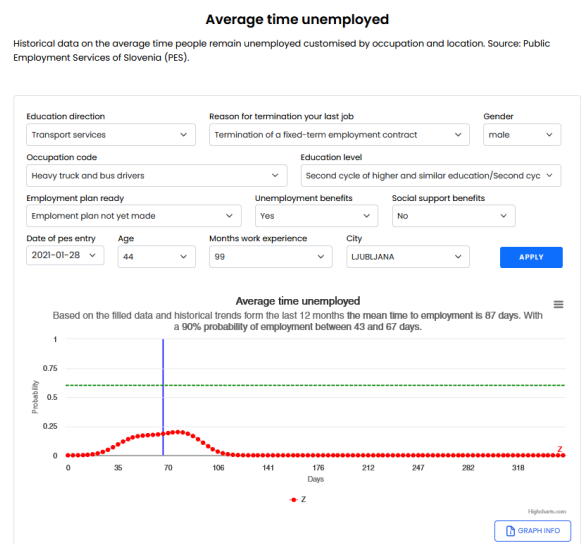 Average time unemployed
Historical data on the average time people remain unemployed customised by occupation and location. Source: Public
Employment Services of Slovenia (PES).
Education direction
Reason for termination your last job
Gender
Transport services
Termination of a fixed-term employment contract
male
Occupation code
Education level
Heavy truck and bus drivers
Second cycle of higher and similar education/Second cyc
Employment plan ready
Unemployment benefits
Social support benefits
Emploment plan not yet made
Yes
No
Date of pes entry
Age
Months work experience
City
2021-01-28
44
99
LJUBLJANA
APPLY
Average time unemployed
Based on the filled data and historical trends form the last 12 months the mean time to employment is 87 days. With
a 90% probability of employment between 43 and 67 days.
1
0.75
0.5
0.25
0
Probability
Z
0 35 70 106 141 176 212 247 282 318
Days
Z
Highcharts.com
GRAPH INFO